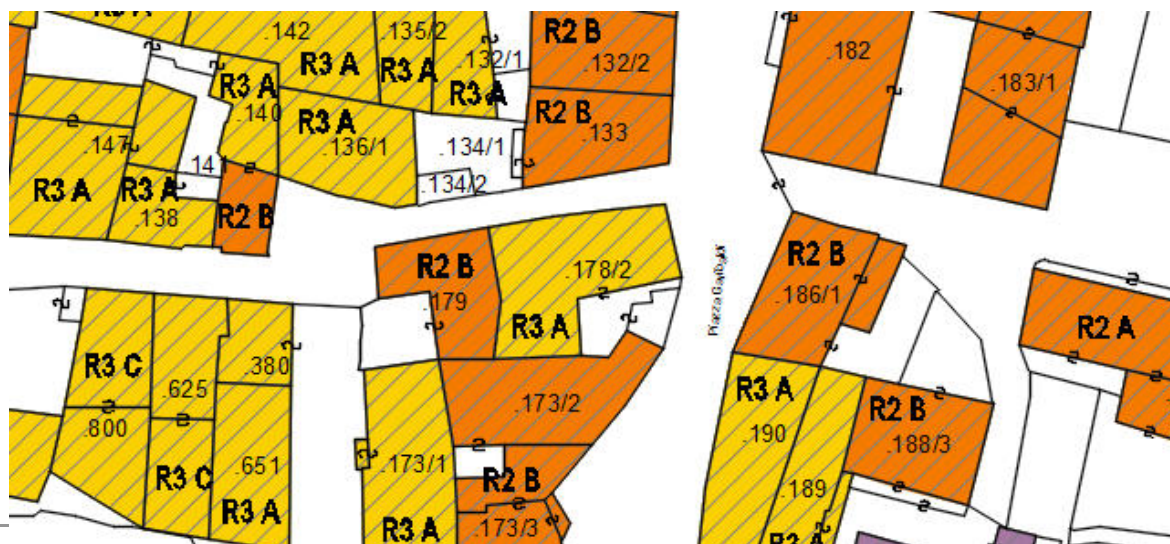 .142
.135/2
R2 B
.132/1
.132/2
.182
R3 A
R3 A
R3 A
R3 A
.183/1
.140
R2 B
.133
R3 A
.136/1
.134/1
.147
.134/2
R3 A
R3 A
.138
R2 B
R2 B
.179
.178/2
R3 A
Piazza Garibaldi
R2 B
.186/1
R2 A
R3 C
.380
.625
.800
R3 A
.190
R2 B
.188/3
.173/2
.651
R3 C
R3 A
.173/1
R3 A
R2 B
.173/3
.189